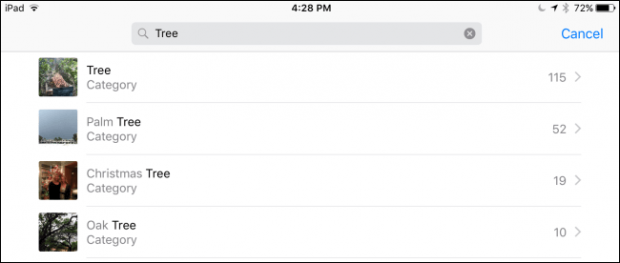 iPad 4:28 PM 72%
Tree Cancel
Tree
Category 115
Palm Tree
Category 52
Christmas Tree
Category 19
Oak Tree
Category 10